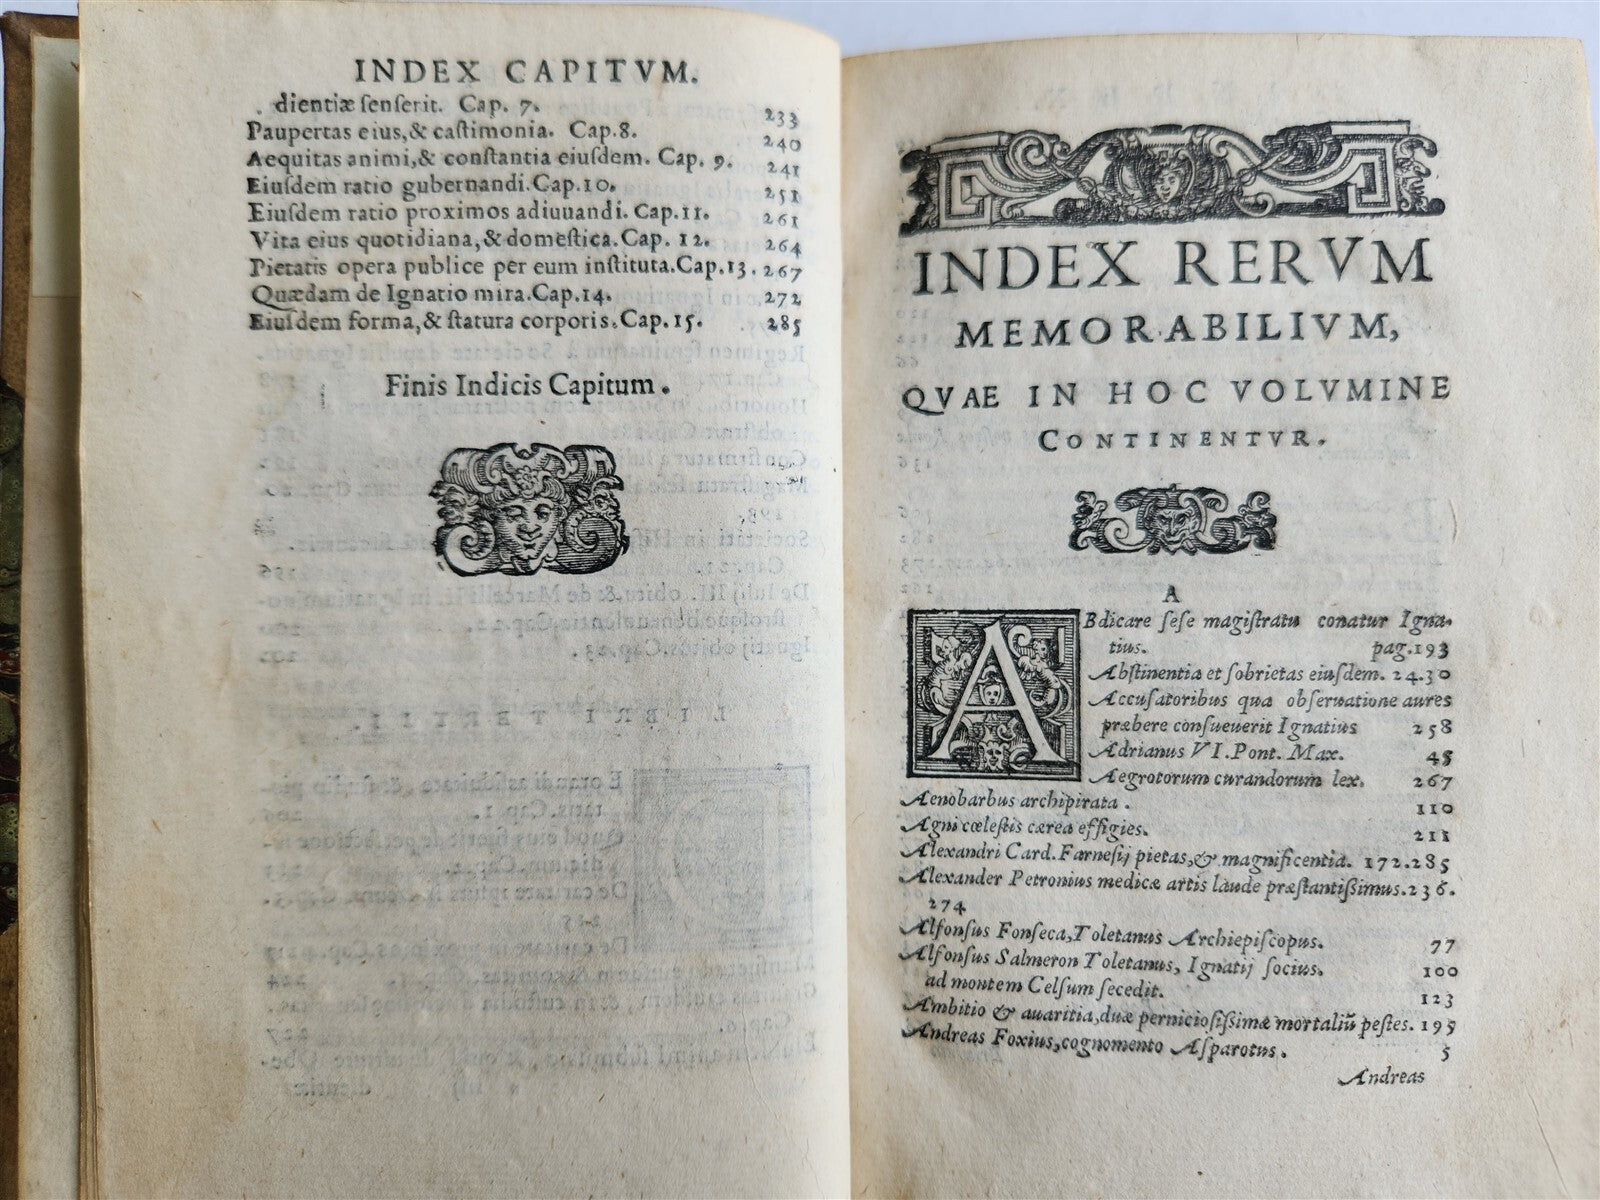 INDEX CAPITVM.
dientiæ ſenſerit. Cap. 7. 233
Paupertas eius, & caſtimonia. Cap.8. 240
Aequitas animi, & conſtantia eiuſdem. Cap. 9. 241
Eiuſdem ratio gubernandi. Cap.10. 251
Eiuſdem ratio proximos adiuuandi. Cap.11. 261
Vita eius quotidiana, & domeſtica. Cap. 12. 264
Pietatis opera publice per eum inſtituta. Cap.13. 267
Quædam de Ignatio mira. Cap.14. 272
Eiuſdem forma, & ſtatura corporis. Cap.15. 285
Finis Indicis Capitum.
INDEX RERVM
MEMORABILIVM,
QVAE IN HOC VOLVMINE
CONTINENTVR.
A
ABdicare ſeſe magiſtratu conatur Igna-
tius. pag.193
Abſtinentia et ſobrietas eiuſdem. 24.30
Accuſatoribus qua obſeruatione aures
præbere conſueuerit Ignatius 258
Adrianus VI. Pont. Max. 45
Aegrotorum curandorum lex. 267
Aenobarbus archipirata. 110
Agni cœleſtis cærea effigies. 211
Alexandri Card. Farneſij pietas, & magnificentia. 172.285
Alexander Petronius medicæ artis laude præſtantiſsimus. 236.
274
Alfonſus Fonſeca, Toletanus Archiepiſcopus. 77
Alfonſus Salmeron Toletanus, Ignatij ſocius. 100
ad montem Celſum ſecedit. 123
Ambitio & auaritia, duæ pernicioſiſsimæ mortaliũ peſtes. 195
Andreas Foxius, cognomento Aſparotus. 5
Andreas